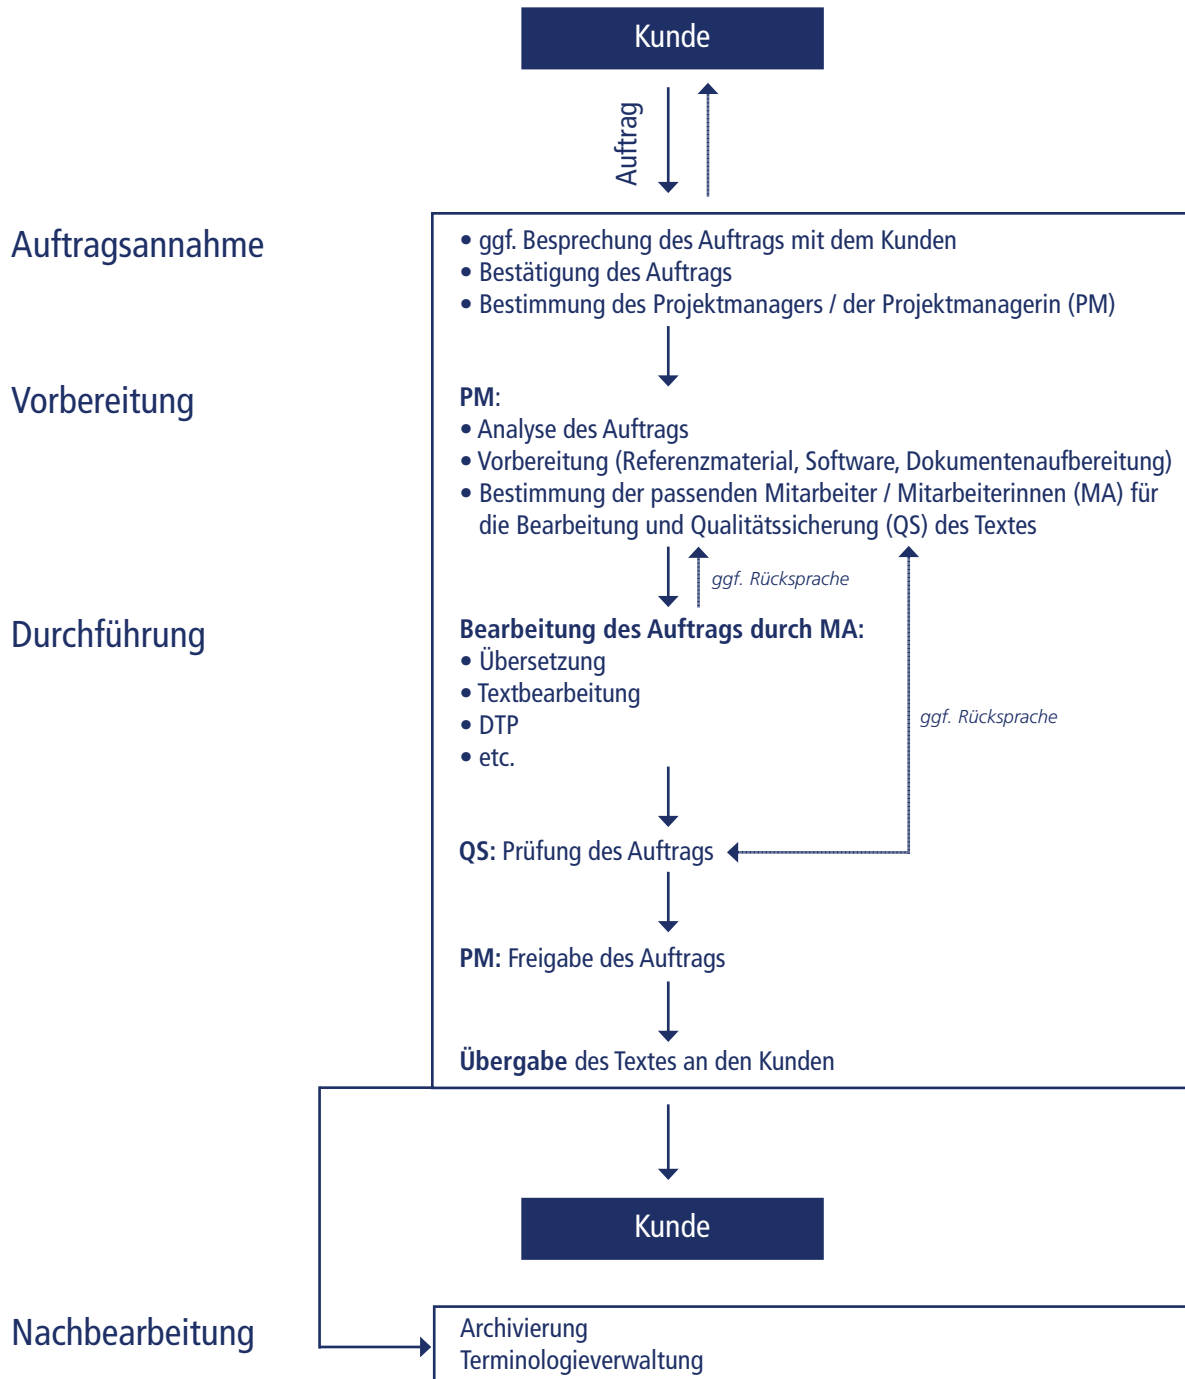 Kunde
Auftrag
Auftragsannahme
• ggf. Besprechung des Auftrags mit dem Kunden
• Bestätigung des Auftrags
• Bestimmung des Projektmanagers / der Projektmanagerin (PM)
Vorbereitung
PM:
• Analyse des Auftrags
• Vorbereitung (Referenzmaterial, Software, Dokumentenaufbereitung)
• Bestimmung der passenden Mitarbeiter / Mitarbeiterinnen (MA) für
die Bearbeitung und Qualitätssicherung (QS) des Textes
ggf. Rücksprache
Durchführung
Bearbeitung des Auftrags durch MA:
• Übersetzung
• Textbearbeitung
• DTP
• etc.
ggf. Rücksprache
QS: Prüfung des Auftrags
PM: Freigabe des Auftrags
Übergabe des Textes an den Kunden
Kunde
Nachbearbeitung
Archivierung
Terminologieverwaltung